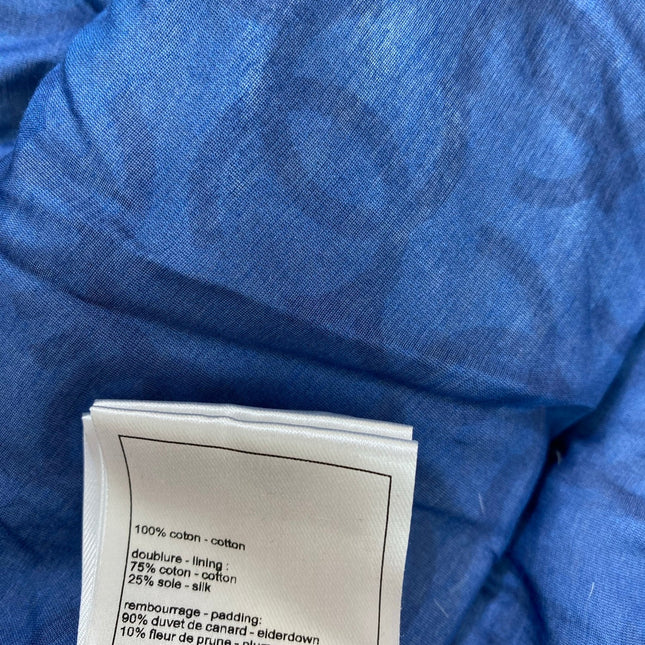 100% coton - cotton
doublure - lining :
75% coton - cotton
25% soie - silk
rembourrage - padding:
90% duvet de canard - eiderdown
10% fleur de prune -